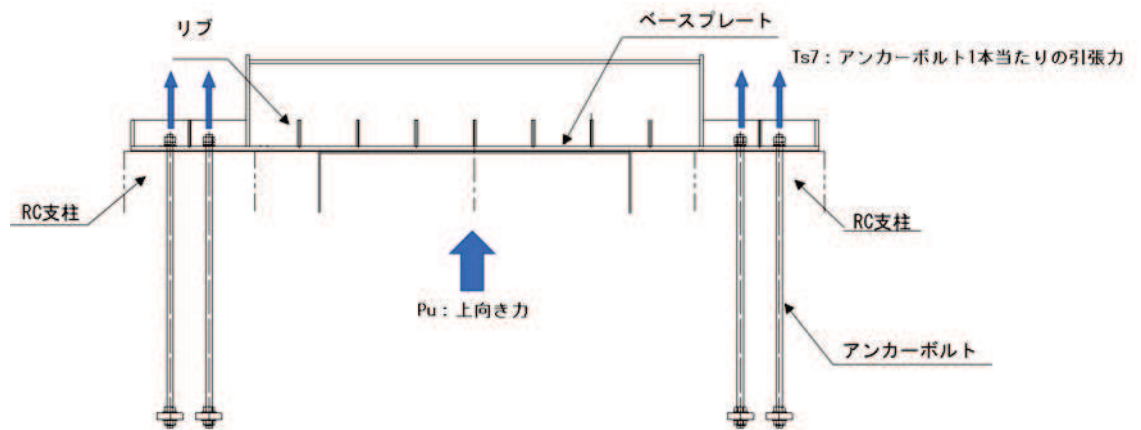 リブ
ベースプレート
Ts7：アンカーボルト1本当たりの引張力
RC支柱
RC支柱
Pu：上向き力
アンカーボルト